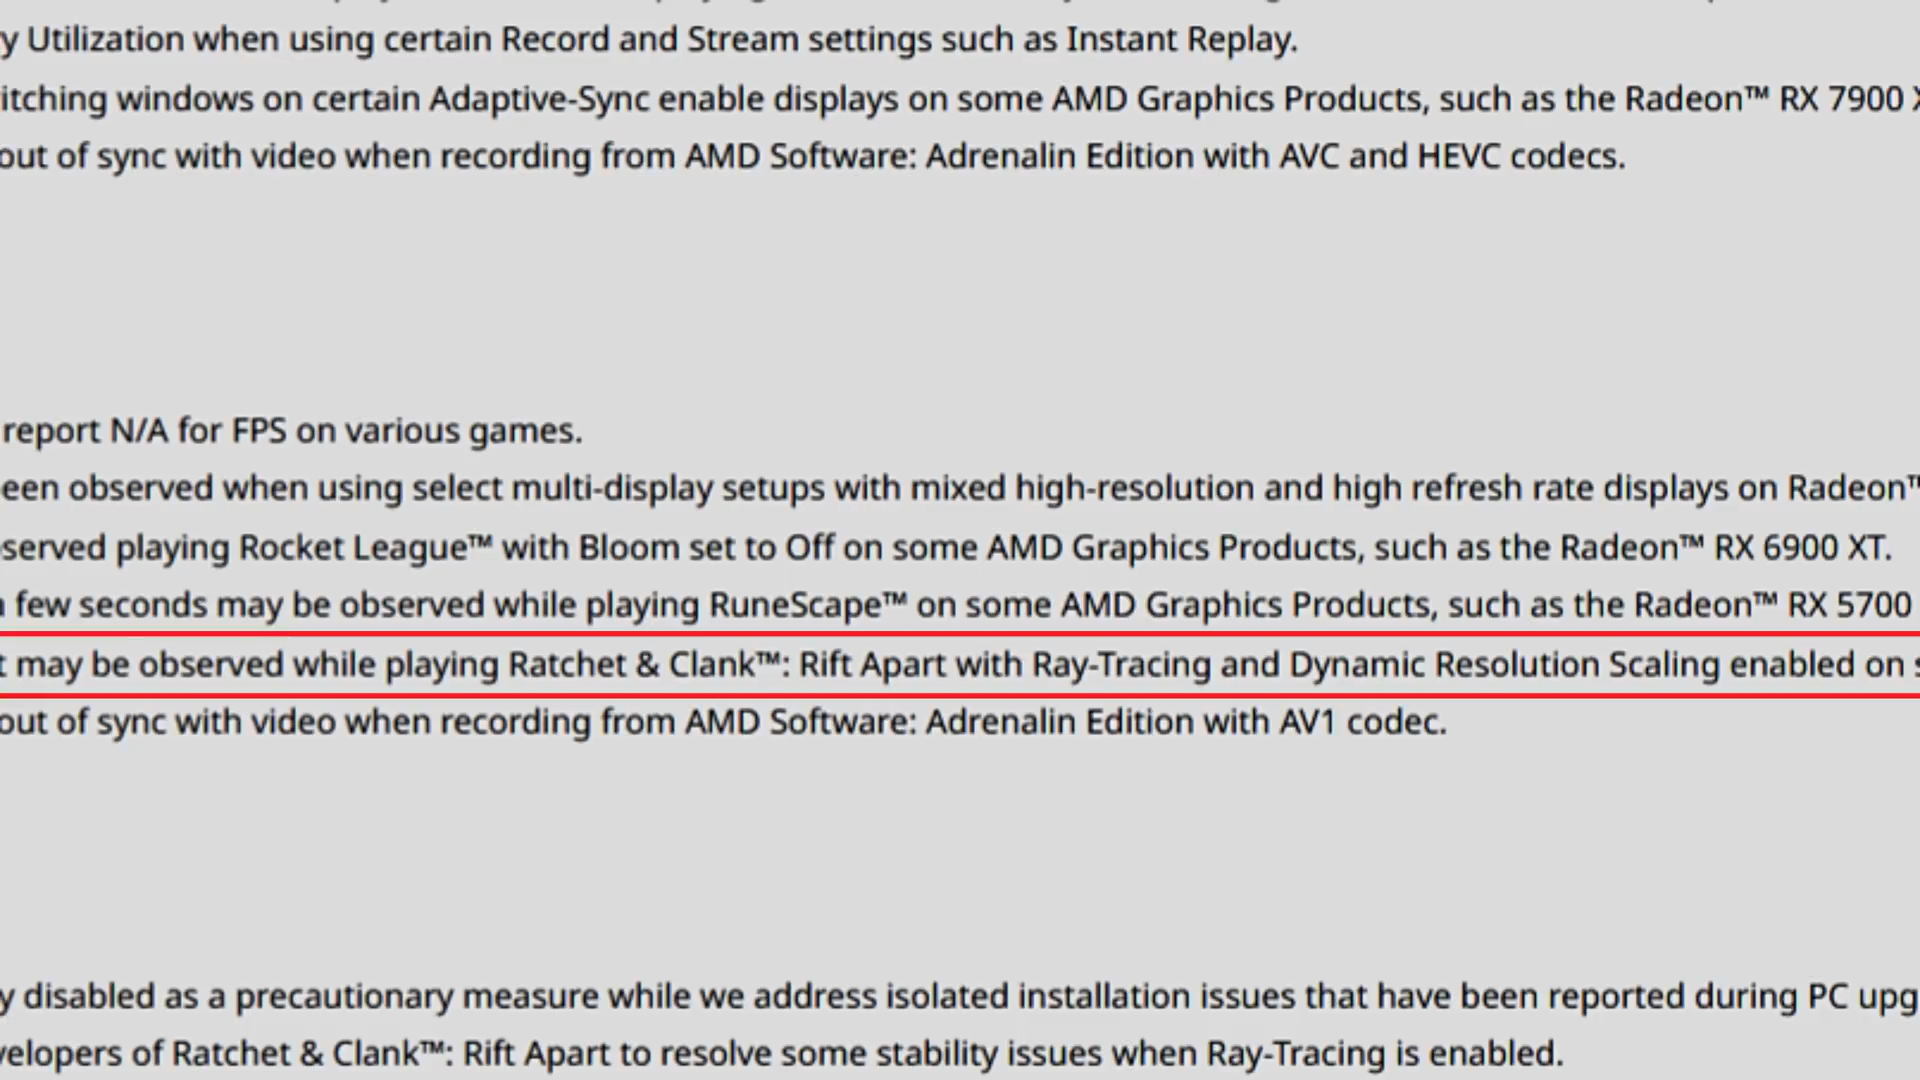 y Utilization when using certain Record and Stream settings such as Instant Replay.
itching windows on certain Adaptive-Sync enable displays on some AMD Graphics Products, such as the Radeon™ RX 7900 X
out of sync with video when recording from AMD Software: Adrenalin Edition with AVC and HEVC codecs.
report N/A for FPS on various games.
een observed when using select multi-display setups with mixed high-resolution and high refresh rate displays on Radeon™
served playing Rocket League™ with Bloom set to Off on some AMD Graphics Products, such as the Radeon™ RX 6900 XT.
few seconds may be observed while playing RuneScape™ on some AMD Graphics Products, such as the Radeon™ RX 5700
t may be observed while playing Ratchet & Clank™: Rift Apart with Ray-Tracing and Dynamic Resolution Scaling enabled on s
out of sync with video when recording from AMD Software: Adrenalin Edition with AV1 codec.
y disabled as a precautionary measure while we address isolated installation issues that have been reported during PC upg
velopers of Ratchet & Clank™: Rift Apart to resolve some stability issues when Ray-Tracing is enabled.